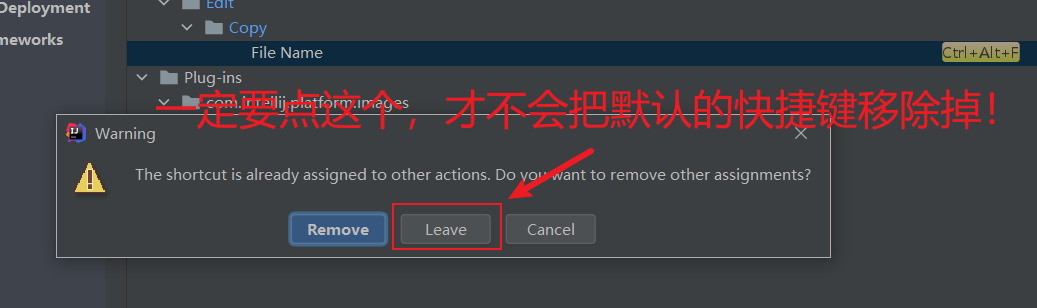 Deployment
Edit
Copy
meworks
File Name Ctrl+Alt+F
Plug-ins
com.intellij.platform.images
一定要点这个，才不会把默认的快捷键移除掉！
Warning
The shortcut is already assigned to other actions. Do you want to remove other assignments?
Remove Leave Cancel